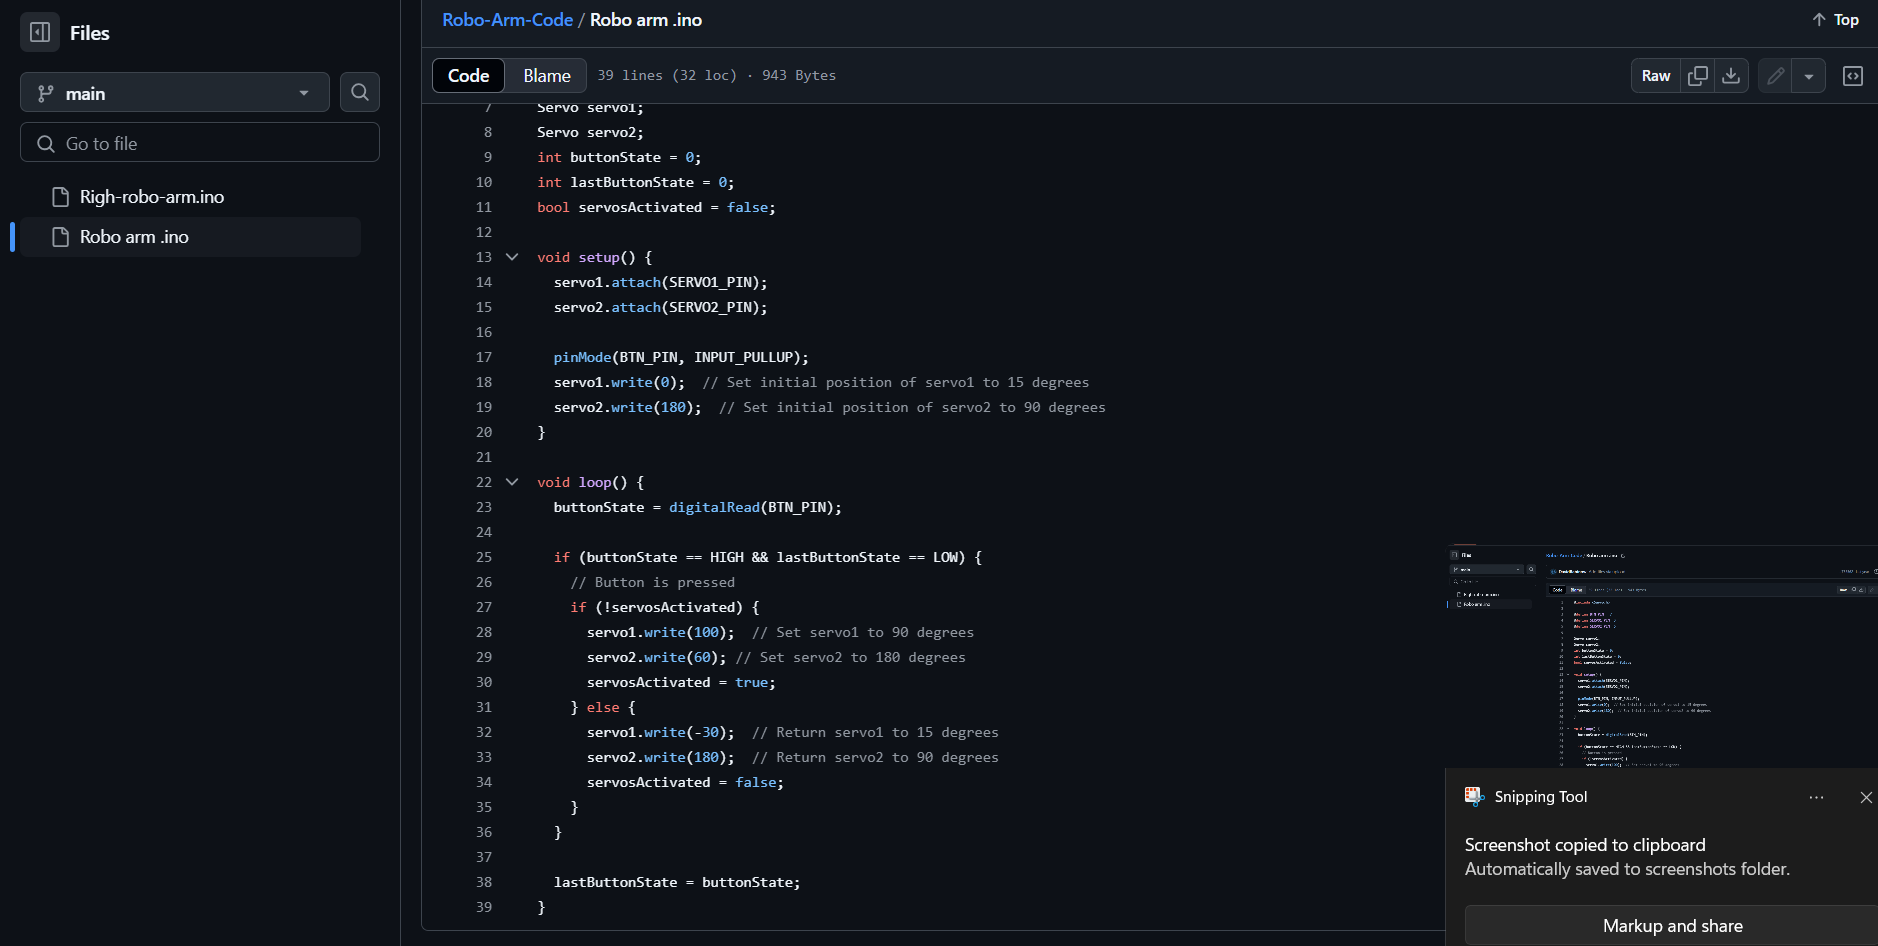 Files
main
Go to file
Righ-robo-arm.ino
Robo arm .ino
Robo-Arm-Code / Robo arm .ino
Top
Code Blame 39 lines (32 loc) · 943 Bytes
Raw
7 Servo servo1;
8 Servo servo2;
9 int buttonState = 0;
10 int lastButtonState = 0;
11 bool servosActivated = false;
12
13 void setup() {
14 servo1.attach(SERVO1_PIN);
15 servo2.attach(SERVO2_PIN);
16
17 pinMode(BTN_PIN, INPUT_PULLUP);
18 servo1.write(0);  // Set initial position of servo1 to 15 degrees
19 servo2.write(180);  // Set initial position of servo2 to 90 degrees
20 }
21
22 void loop() {
23 buttonState = digitalRead(BTN_PIN);
24
25 if (buttonState == HIGH && lastButtonState == LOW) {
26 // Button is pressed
27 if (!servosActivated) {
28 servo1.write(100);  // Set servo1 to 90 degrees
29 servo2.write(60); // Set servo2 to 180 degrees
30 servosActivated = true;
31 } else {
32 servo1.write(-30);  // Return servo1 to 15 degrees
33 servo2.write(180);  // Return servo2 to 90 degrees
34 servosActivated = false;
35 }
36 }
37
38 lastButtonState = buttonState;
39 }
Snipping Tool
Screenshot copied to clipboard
Automatically saved to screenshots folder.
Markup and share